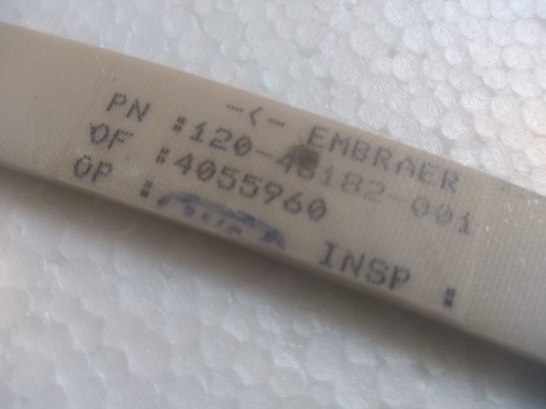 -<- EMBRAER
PN :120-48182-001
OF :4055960
OP : INSP :